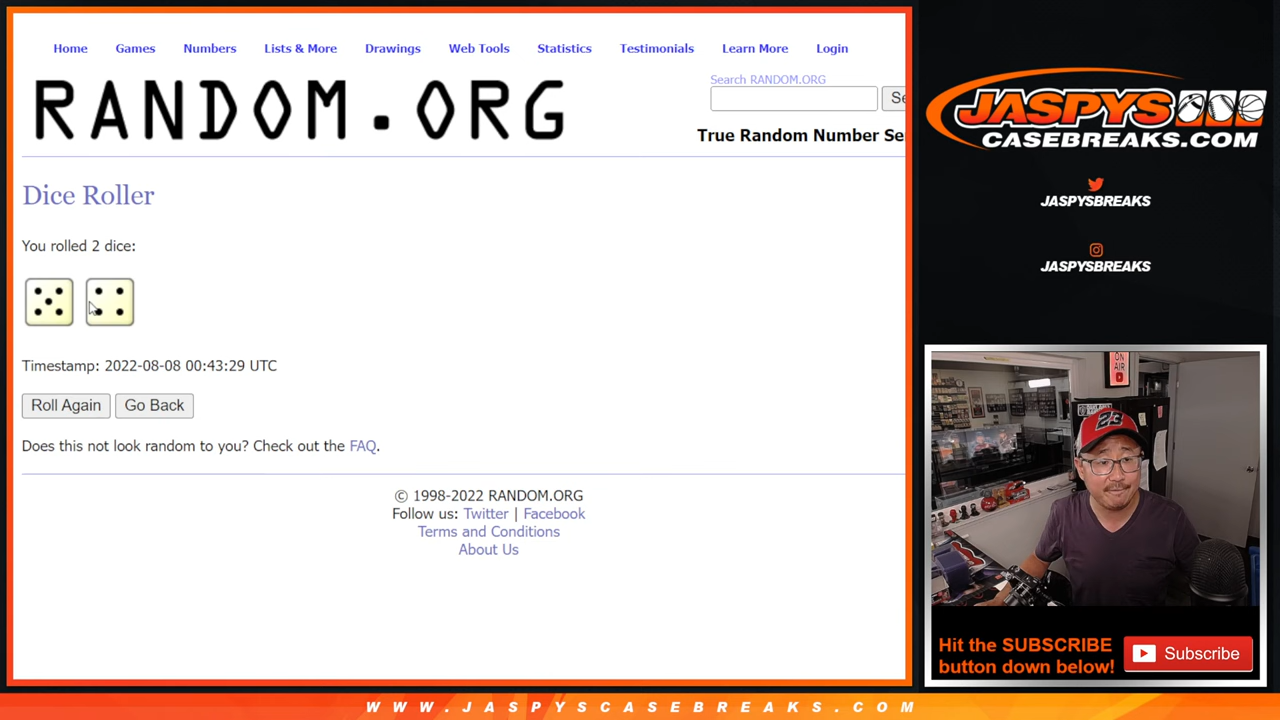 Home Games Numbers Lists & More Drawings Web Tools Statistics Testimonials Learn More Login
RANDOM.ORG
Search RANDOM.ORG
Se
True Random Number Se
Dice Roller
You rolled 2 dice:
Timestamp: 2022-08-08 00:43:29 UTC
Roll Again Go Back
Does this not look random to you? Check out the FAQ.
© 1998-2022 RANDOM.ORG
Follow us: Twitter | Facebook
Terms and Conditions
About Us
JASPYS
CASEBREAKS.COM
JASPYSBREAKS
JASPYSBREAKS
ON
AIR
23
Hit the SUBSCRIBE
button down below!
Subscribe
WWW.JASPYSCASEBREAKS.COM